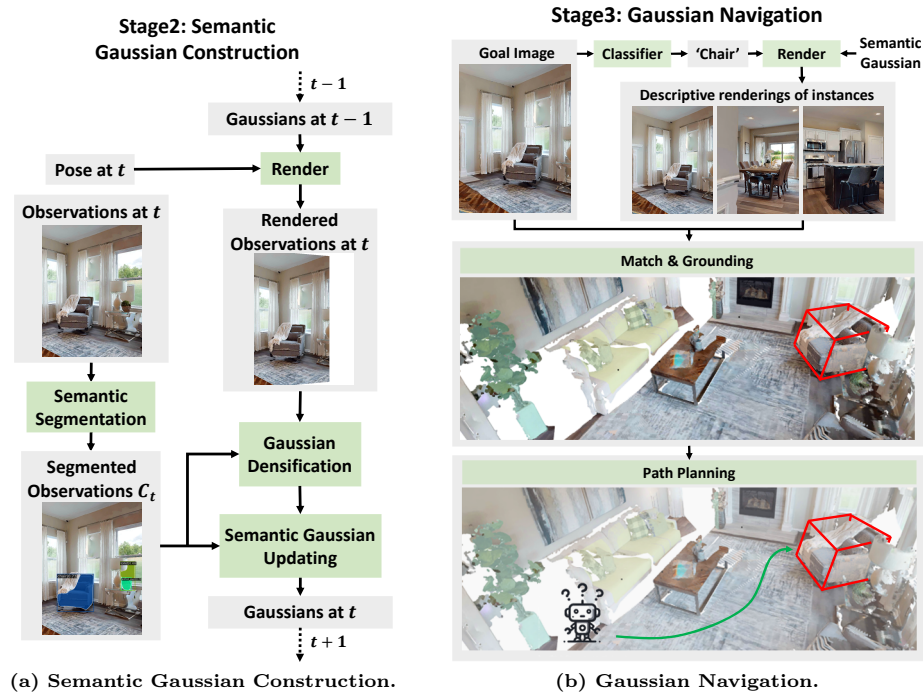 Stage2: Semantic
Gaussian Construction
t − 1
Gaussians at t − 1
Pose at t
Render
Observations at t
Rendered
Observations at t
Semantic
Segmentation
Gaussian
Densification
Segmented
Observations C_t
Semantic Gaussian
Updating
Gaussians at t
t+1
(a) Semantic Gaussian Construction.
Stage3: Gaussian Navigation
Goal Image
Classifier
‘Chair’
Render
Semantic
Gaussian
Descriptive renderings of instances
Match & Grounding
Path Planning
? ? ?
(b) Gaussian Navigation.